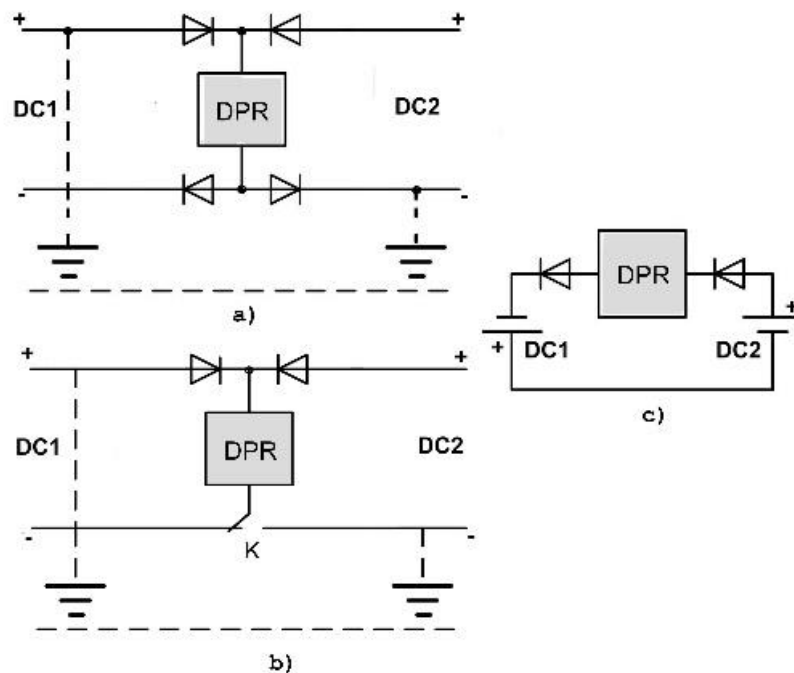 + +
DPR
DC1 DC2
- -
a)
+ +
DPR
DC1 DC2
- K -
b)
DPR
+
+ DC1 DC2
c)